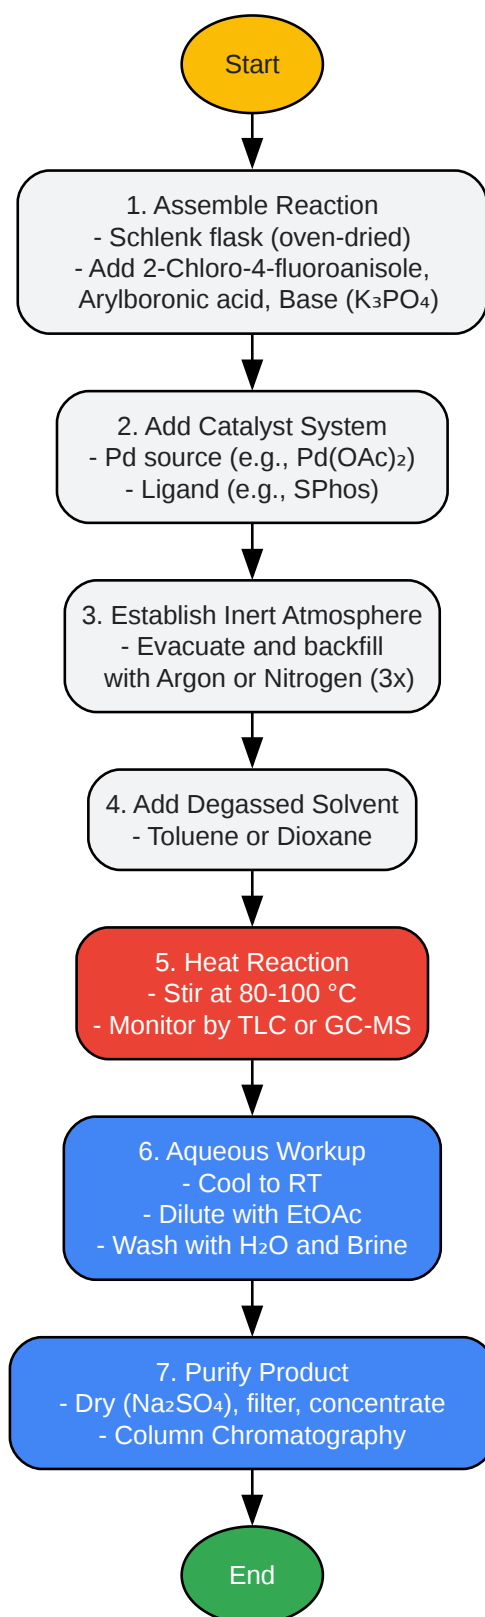 Start
1. Assemble Reaction
- Schlenk flask (oven-dried)
- Add 2-Chloro-4-fluoroanisole,
Arylboronic acid, Base (K₃PO₄)
2. Add Catalyst System
- Pd source (e.g., Pd(OAc)₂)
- Ligand (e.g., SPhos)
3. Establish Inert Atmosphere
- Evacuate and backfill
with Argon or Nitrogen (3x)
4. Add Degassed Solvent
- Toluene or Dioxane
5. Heat Reaction
- Stir at 80-100 °C
- Monitor by TLC or GC-MS
6. Aqueous Workup
- Cool to RT
- Dilute with EtOAc
- Wash with H₂O and Brine
7. Purify Product
- Dry (Na₂SO₄), filter, concentrate
- Column Chromatography
End